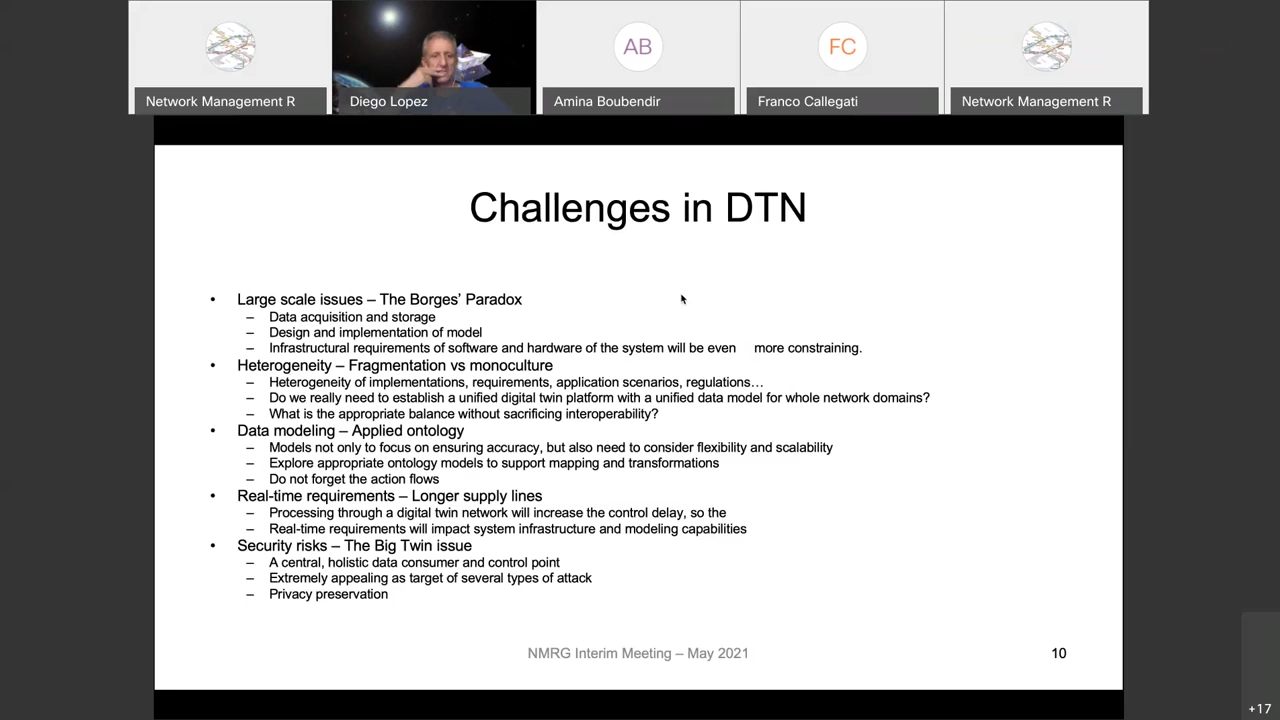 Network Management R
Diego Lopez
AB
Amina Boubendir
FC
Franco Callegati
Network Management R
Challenges in DTN
• Large scale issues – The Borges' Paradox
– Data acquisition and storage
– Design and implementation of model
– Infrastructural requirements of software and hardware of the system will be even more constraining.
• Heterogeneity – Fragmentation vs monoculture
– Heterogeneity of implementations, requirements, application scenarios, regulations…
– Do we really need to establish a unified digital twin platform with a unified data model for whole network domains?
– What is the appropriate balance without sacrificing interoperability?
• Data modeling – Applied ontology
– Models not only to focus on ensuring accuracy, but also need to consider flexibility and scalability
– Explore appropriate ontology models to support mapping and transformations
– Do not forget the action flows
• Real-time requirements – Longer supply lines
– Processing through a digital twin network will increase the control delay, so the
– Real-time requirements will impact system infrastructure and modeling capabilities
• Security risks – The Big Twin issue
– A central, holistic data consumer and control point
– Extremely appealing as target of several types of attack
– Privacy preservation
NMRG Interim Meeting – May 2021
10
+17